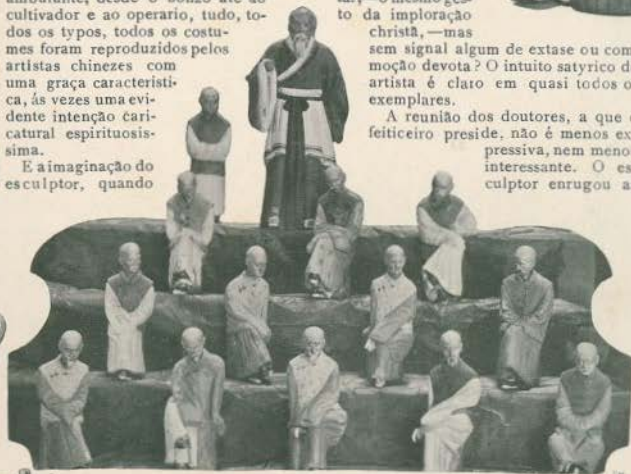 cultivador e ao operario, tudo, to-
dos os typos, todos os costu-
mes foram reproduzidos pelos
artistas chinezes com
uma graça caracteristi-
ca, ás vezes uma evi-
dente intenção cari-
catural espirituosis-
sima.
E a imaginação do
esculptor, quando
to da imploração
christã, —mas
sem signal algum de extase ou com
moção devota? O intuito satyrico d
artista é claro em quasi todos o
exemplares.
A reunião dos doutores, a que
feiticeiro preside, não é menos ex
pressiva, nem meno
interessante. O es
culptor enrugou a